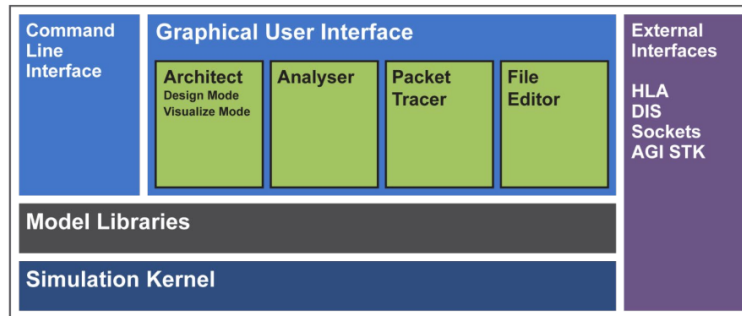 Command
Line
Interface
Graphical User Interface
Architect
Design Mode
Visualize Mode
Analyser
Packet
Tracer
File
Editor
External
Interfaces
HLA
DIS
Sockets
AGI STK
Model Libraries
Simulation Kernel